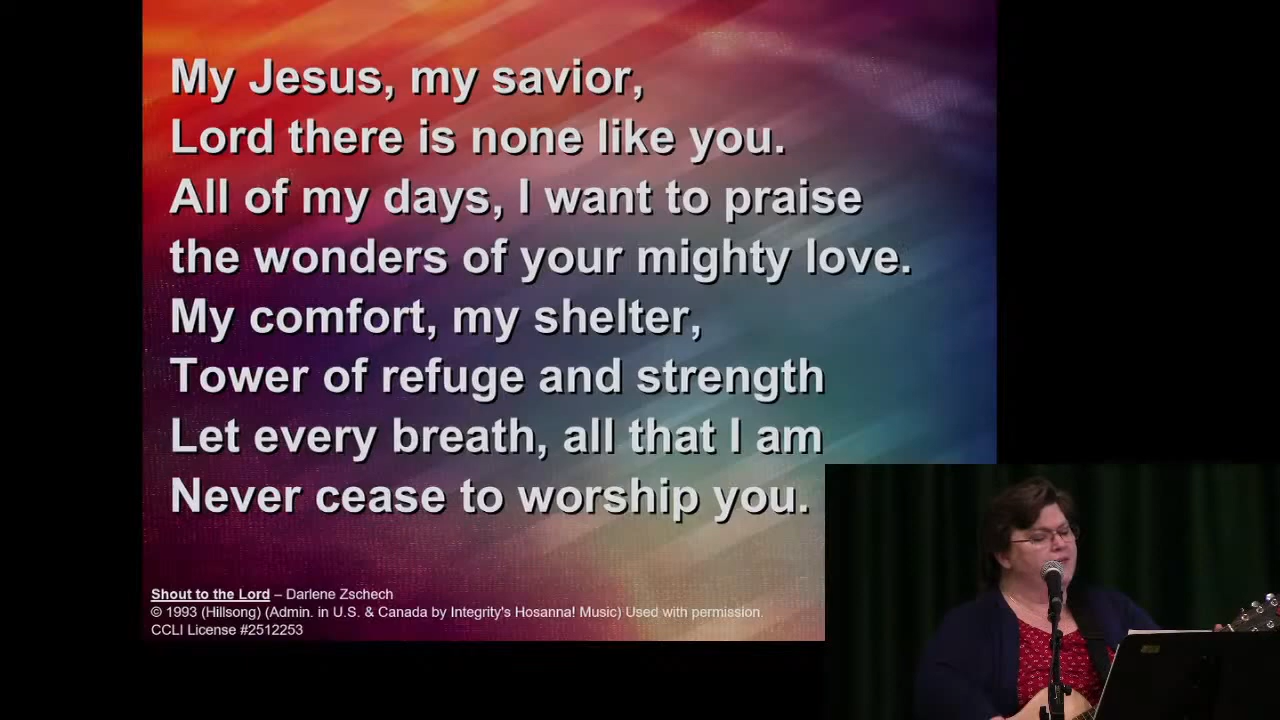 My Jesus, my savior,
Lord there is none like you.
All of my days, I want to praise
the wonders of your mighty love.
My comfort, my shelter,
Tower of refuge and strength
Let every breath, all that I am
Never cease to worship you.
Shout to the Lord – Darlene Zschech
© 1993 (Hillsong) (Admin. in U.S. & Canada by Integrity's Hosanna! Music) Used with permission.
CCLI License #2512253